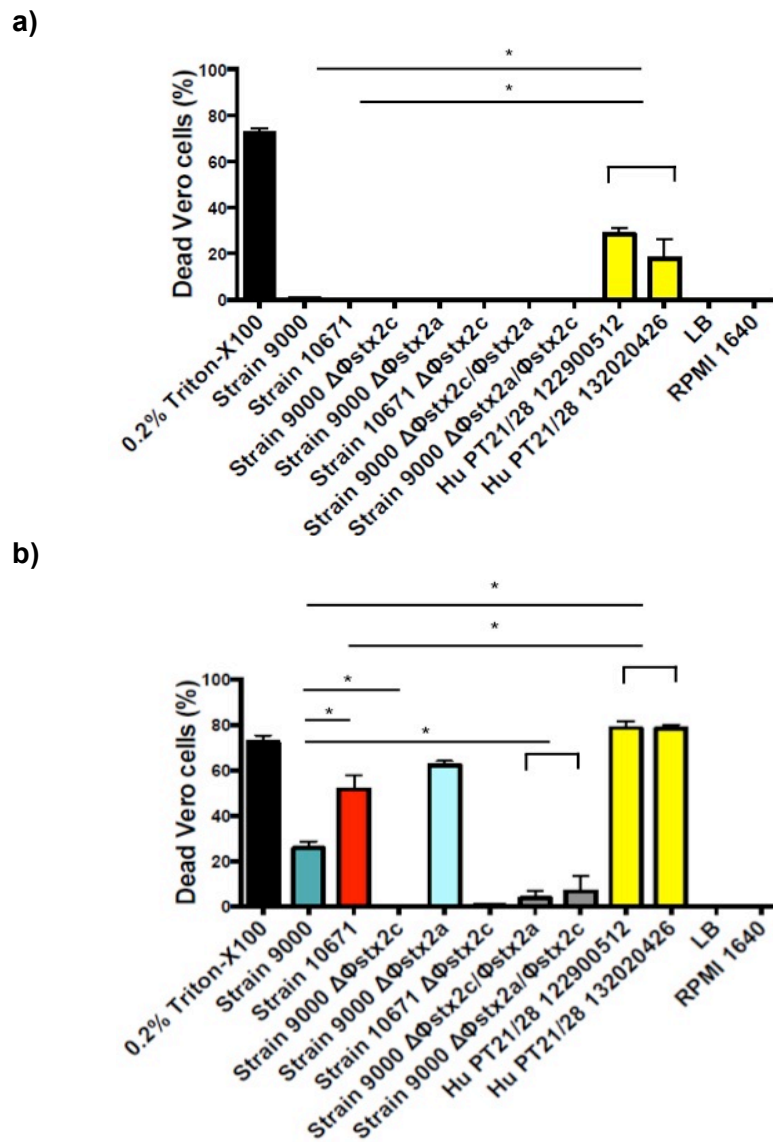 a)
*
*
Dead Vero cells (%)
100
80
60
40
20
0
0.2% Triton-X100
Strain 9000
Strain 10671
Strain 9000 ΔΦstx2c
Strain 9000 ΔΦstx2a
Strain 10671 ΔΦstx2c
Strain 9000 ΔΦstx2c/Φstx2a
Strain 9000 ΔΦstx2a/Φstx2c
Hu PT21/28 122900512
Hu PT21/28 132020426
LB
RPMI 1640
b)
*
*
*
*
*
Dead Vero cells (%)
100
80
60
40
20
0
0.2% Triton-X100
Strain 9000
Strain 10671
Strain 9000 ΔΦstx2c
Strain 9000 ΔΦstx2a
Strain 10671 ΔΦstx2c
Strain 9000 ΔΦstx2c/Φstx2a
Strain 9000 ΔΦstx2a/Φstx2c
Hu PT21/28 122900512
Hu PT21/28 132020426
LB
RPMI 1640